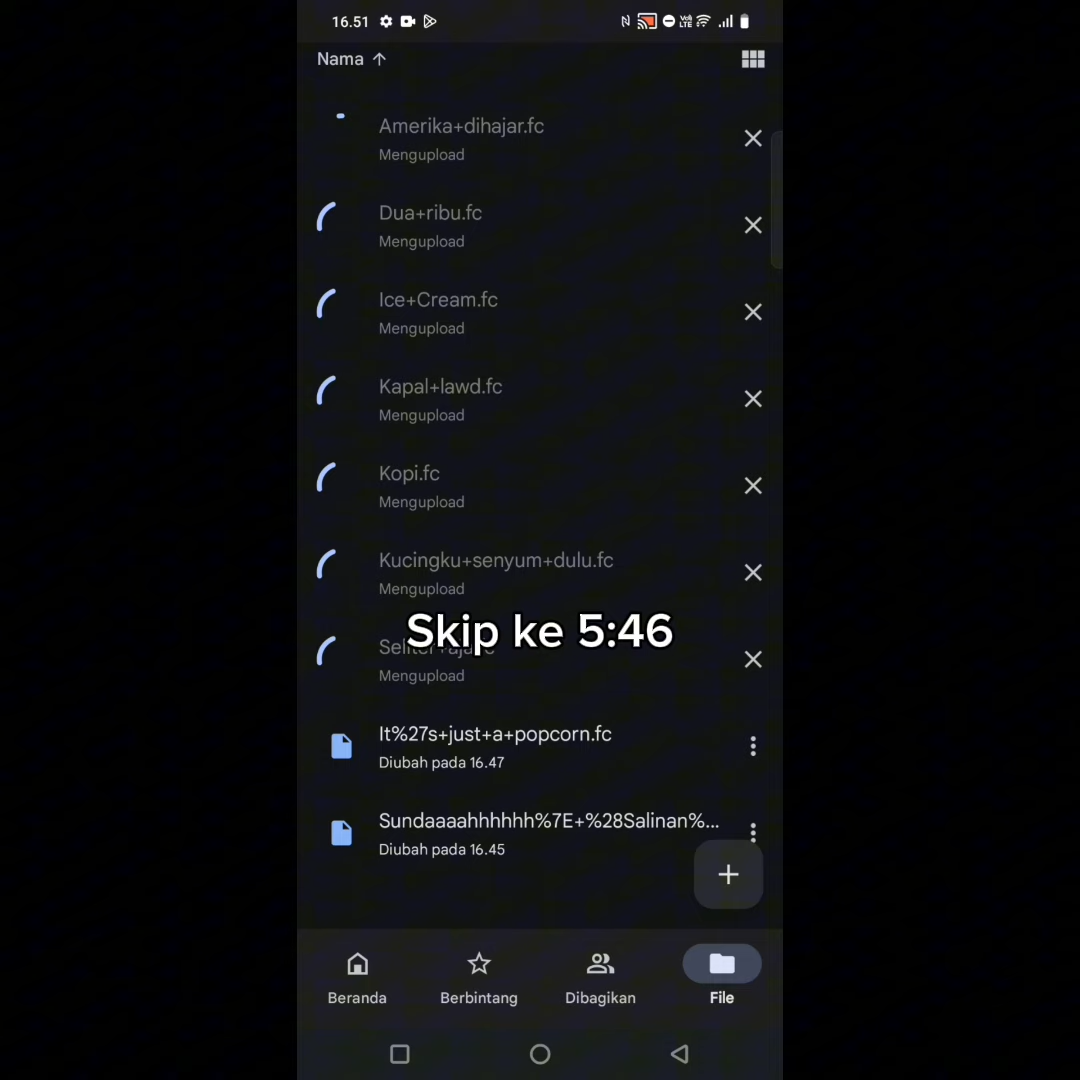 16.51
VoLTE
Nama
Amerika+dihajar.fc
Mengupload
Dua+ribu.fc
Mengupload
Ice+Cream.fc
Mengupload
Kapal+lawd.fc
Mengupload
Kopi.fc
Mengupload
Kucingku+senyum+dulu.fc
Mengupload
Skip ke 5:46
Mengupload
It%27s+just+a+popcorn.fc
Diubah pada 16.47
Sundaaaahhhhhh%7E+%28Salinan%...
Diubah pada 16.45
Beranda
Berbintang
Dibagikan
File